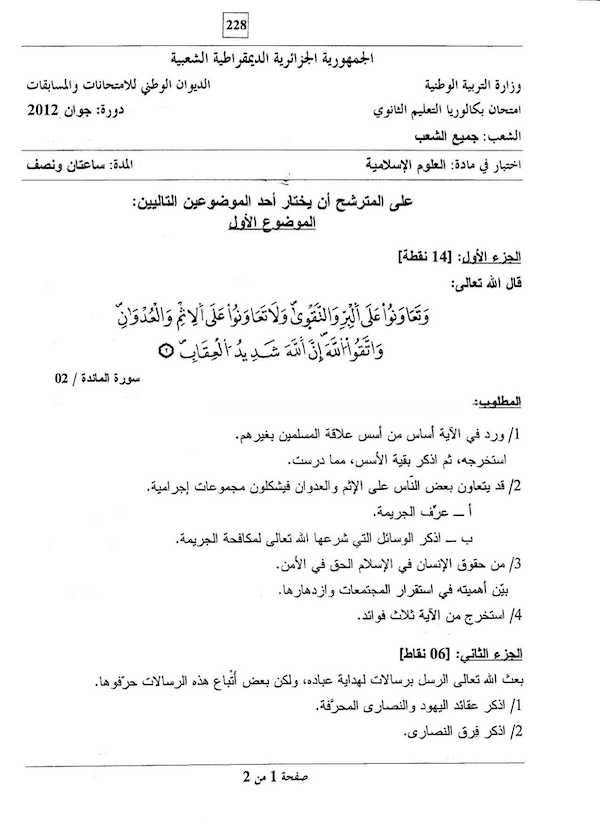 228
الجمهورية الجزائرية الديمقراطية الشعبية
وزارة التربية الوطنية الديوان الوطني للامتحانات والمسابقات
امتحان بكالوريا التعليم الثانوي دورة: جوان 2012
الشعب: جميع الشعب
اختبار في مادة: العلوم الإسلامية المدة: ساعتان ونصف
على المترشح أن يختار أحد الموضوعين التاليين:
الموضوع الأول
الجزء الأول: [14 نقطة]
قال الله تعالى:
وَتَعَاوَنُواْ عَلَى اَلْبِرِّ وَالتَّقْوٰى وَلَا تَعَاوَنُواْ عَلَى اَلِاثْمِ وَالْعُدْوَٰنِ
وَاتَّقُواْ اللَّهَ إِنَّ اَللَّهَ شَدِيدُ اُلْعِقَابِ ٢
سورة المائدة / 02
المطلوب:
1/ ورد في الآية أساس من أسس علاقة المسلمين بغيرهم.
استخرجه، ثم اذكر بقية الأسس، مما درست.
2/ قد يتعاون بعض النّاس على الإثم والعدوان فيشكلون مجموعات إجرامية.
أ ــ عرِّف الجريمة.
ب ــ اذكر الوسائل التي شرعها الله تعالى لمكافحة الجريمة.
3/ من حقوق الإنسان في الإسلام الحق في الأمن.
بيّن أهميته في استقرار المجتمعات وازدهارها.
4/ استخرج من الآية ثلاث فوائد.
الجزء الثاني: [06 نقاط]
بعث الله تعالى الرسل برسالات لهداية عباده، ولكن بعض أتْباع هذه الرسالات حرّفوها.
1/ اذكر عقائد اليهود والنصارى المحرَّفة.
2/ اذكر فِرق النصارى.
صفحة 1 من 2